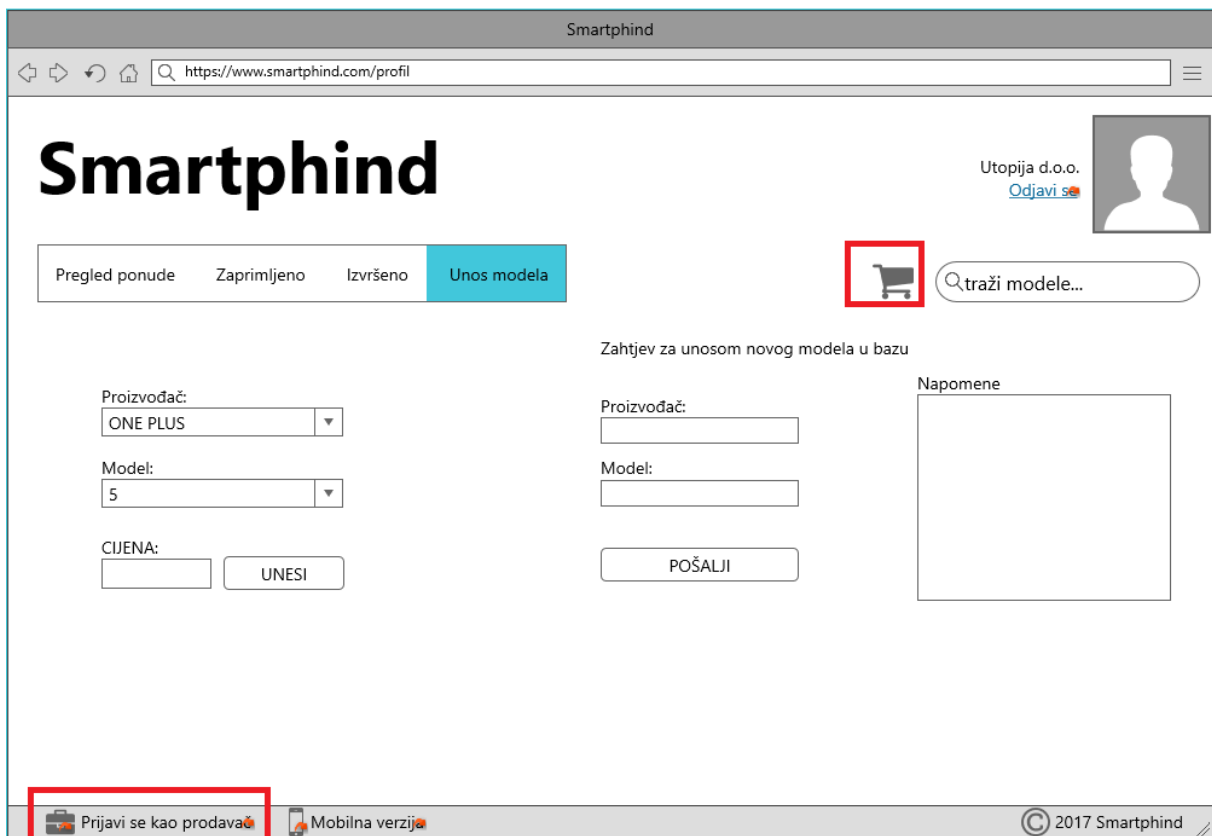 Smartphind
https://www.smartphind.com/profil
Smartphind
Utopija d.o.o.
Odjavi se
Pregled ponude Zaprimljeno Izvršeno Unos modela
traži modele...
Zahtjev za unosom novog modela u bazu
Proizvođač:
ONE PLUS
Model:
5
CIJENA:
UNESI
Proizvođač:
Model:
POŠALJI
Napomene
Prijavi se kao prodavač
Mobilna verzija
© 2017 Smartphind